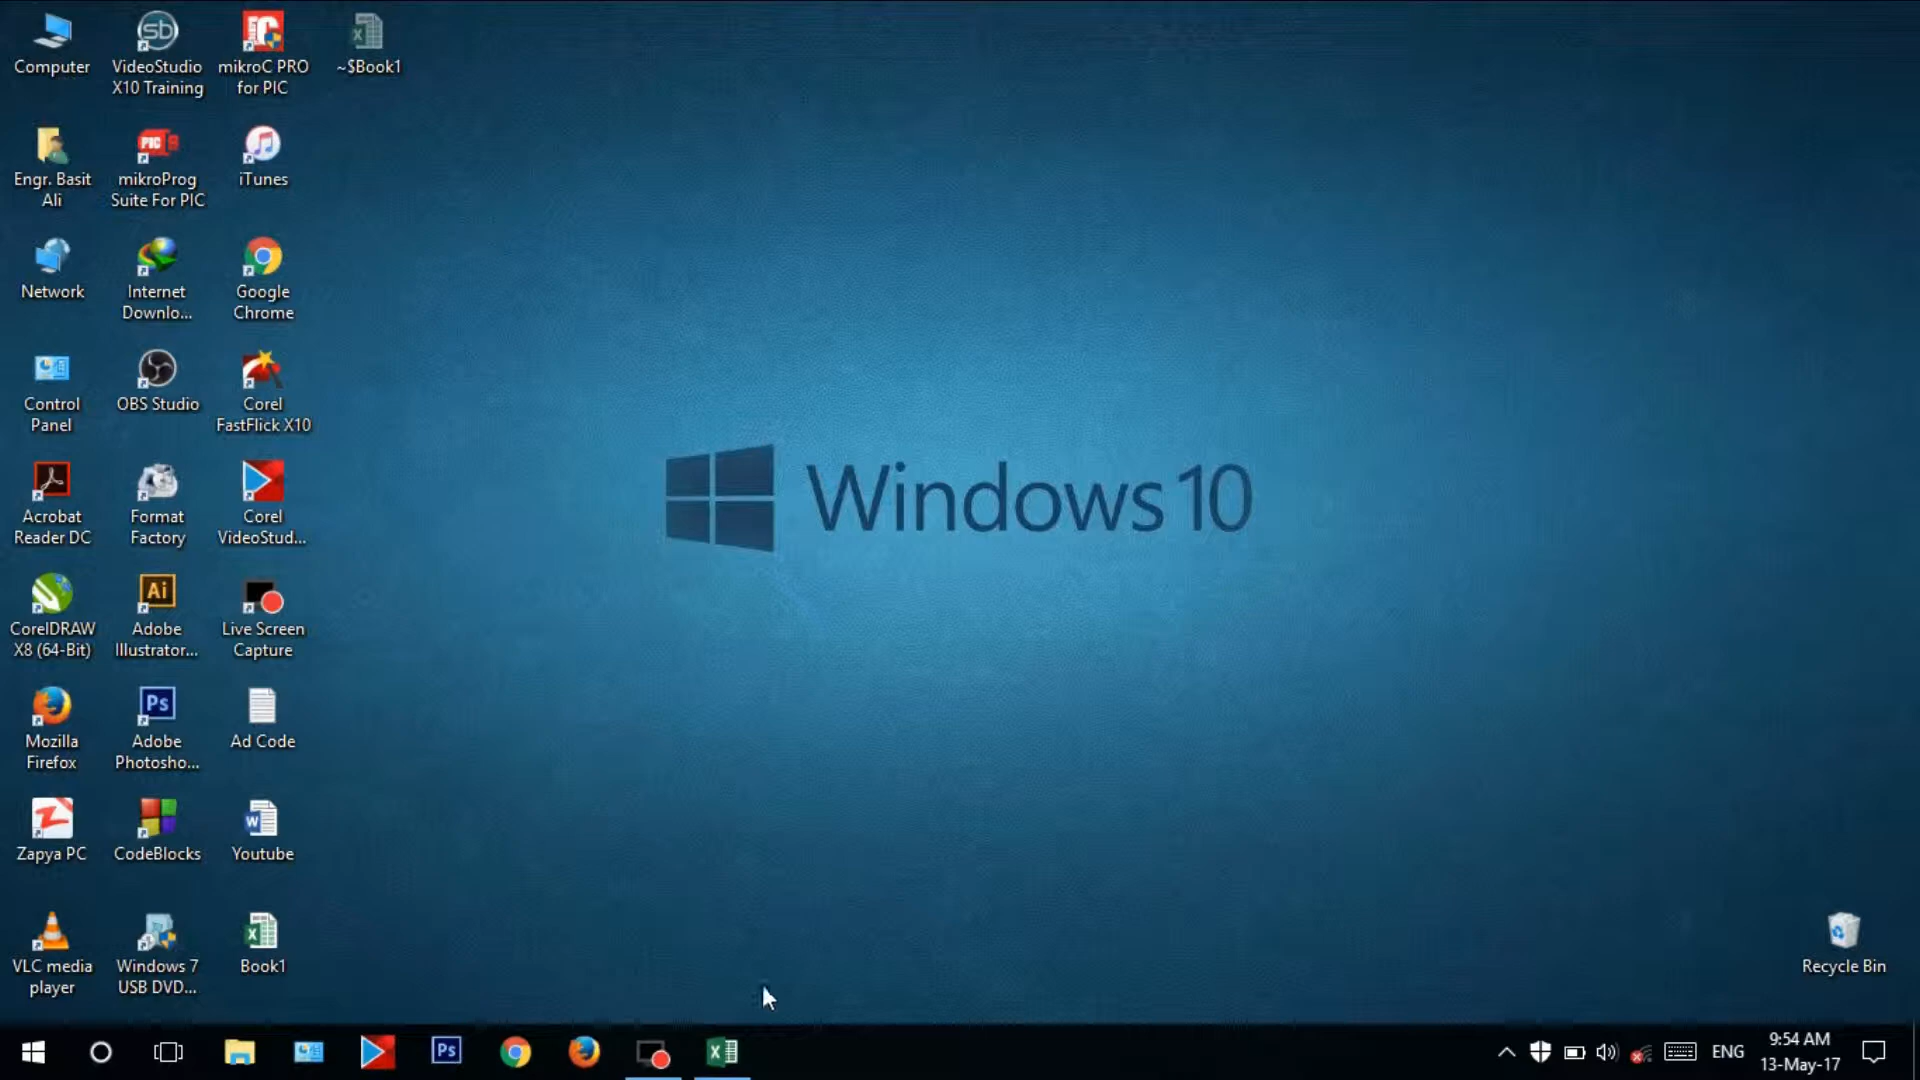 Computer
VideoStudio
X10 Training
mikroC PRO
for PIC
~$Book1
Engr. Basit
Ali
mikroProg
Suite For PIC
iTunes
Network
Internet
Downlo...
Google
Chrome
Control
Panel
OBS Studio
Corel
FastFlick X10
Acrobat
Reader DC
Format
Factory
Corel
VideoStud...
Windows 10
CorelDRAW
X8 (64-Bit)
Adobe
Illustrator...
Live Screen
Capture
Mozilla
Firefox
Adobe
Photosho...
Ad Code
Zapya PC
CodeBlocks
Youtube
VLC media
player
Windows 7
USB DVD...
Book1
Recycle Bin
ENG
9:54 AM
13-May-17